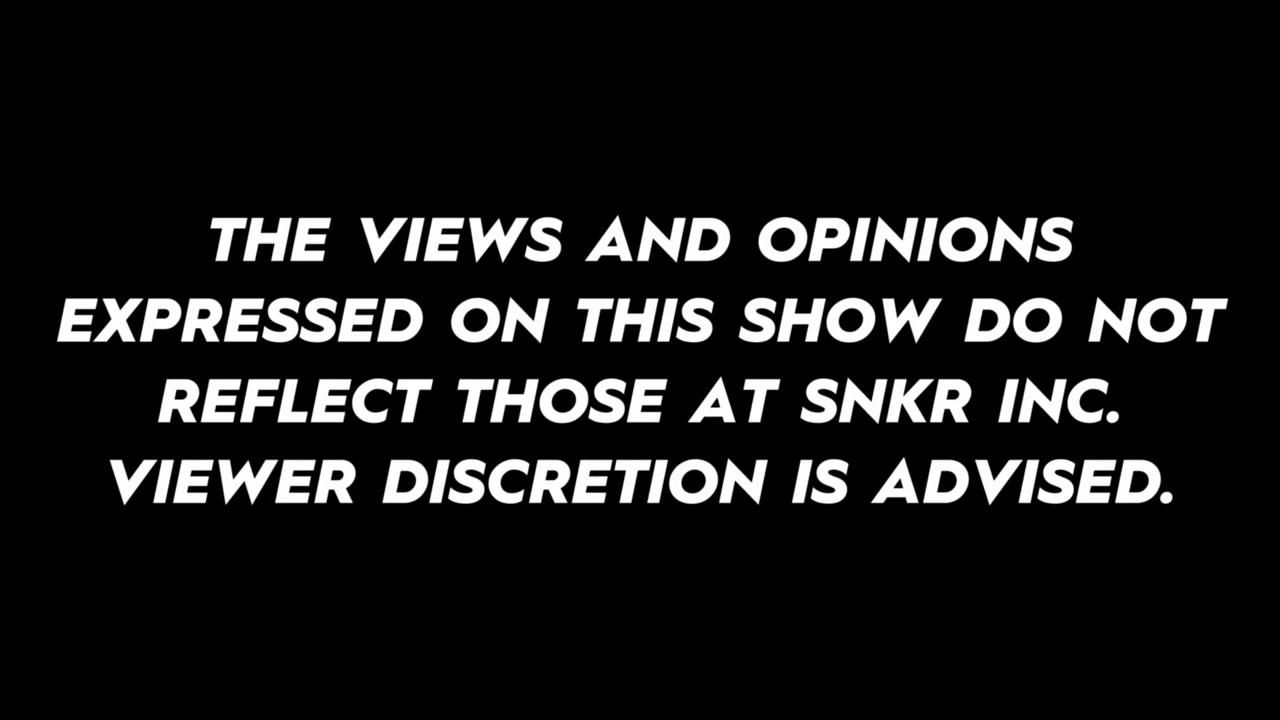 THE VIEWS AND OPINIONS
EXPRESSED ON THIS SHOW DO NOT
REFLECT THOSE AT SNKR INC.
VIEWER DISCRETION IS ADVISED.